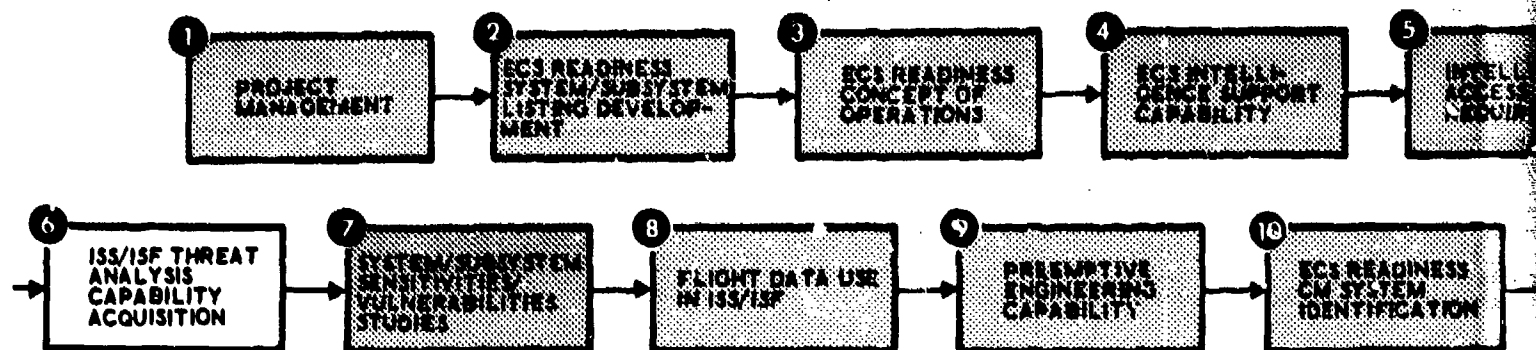 1
PROJECT
MANAGEMENT
2
ECS READINESS
SYSTEM/SUBSYSTEM
LISTING DEVELOP-
MENT
3
ECS READINESS
CONCEPT OF
OPERATIONS
4
ECS INTELLI-
GENCE SUPPORT
CAPABILITY
5
INTELL
ACCESS
REQUIR
6
ISS/ISF THREAT
ANALYSIS
CAPABILITY
ACQUISITION
7
SYSTEM/SUBSYSTEM
SENSITIVITIES/
VULNERABILITIES
STUDIES
8
FLIGHT DATA USE
IN ISS/ISF
9
PREEMPTIVE
ENGINEERING
CAPABILITY
10
ECS READINESS
CM SYSTEM
IDENTIFICATION